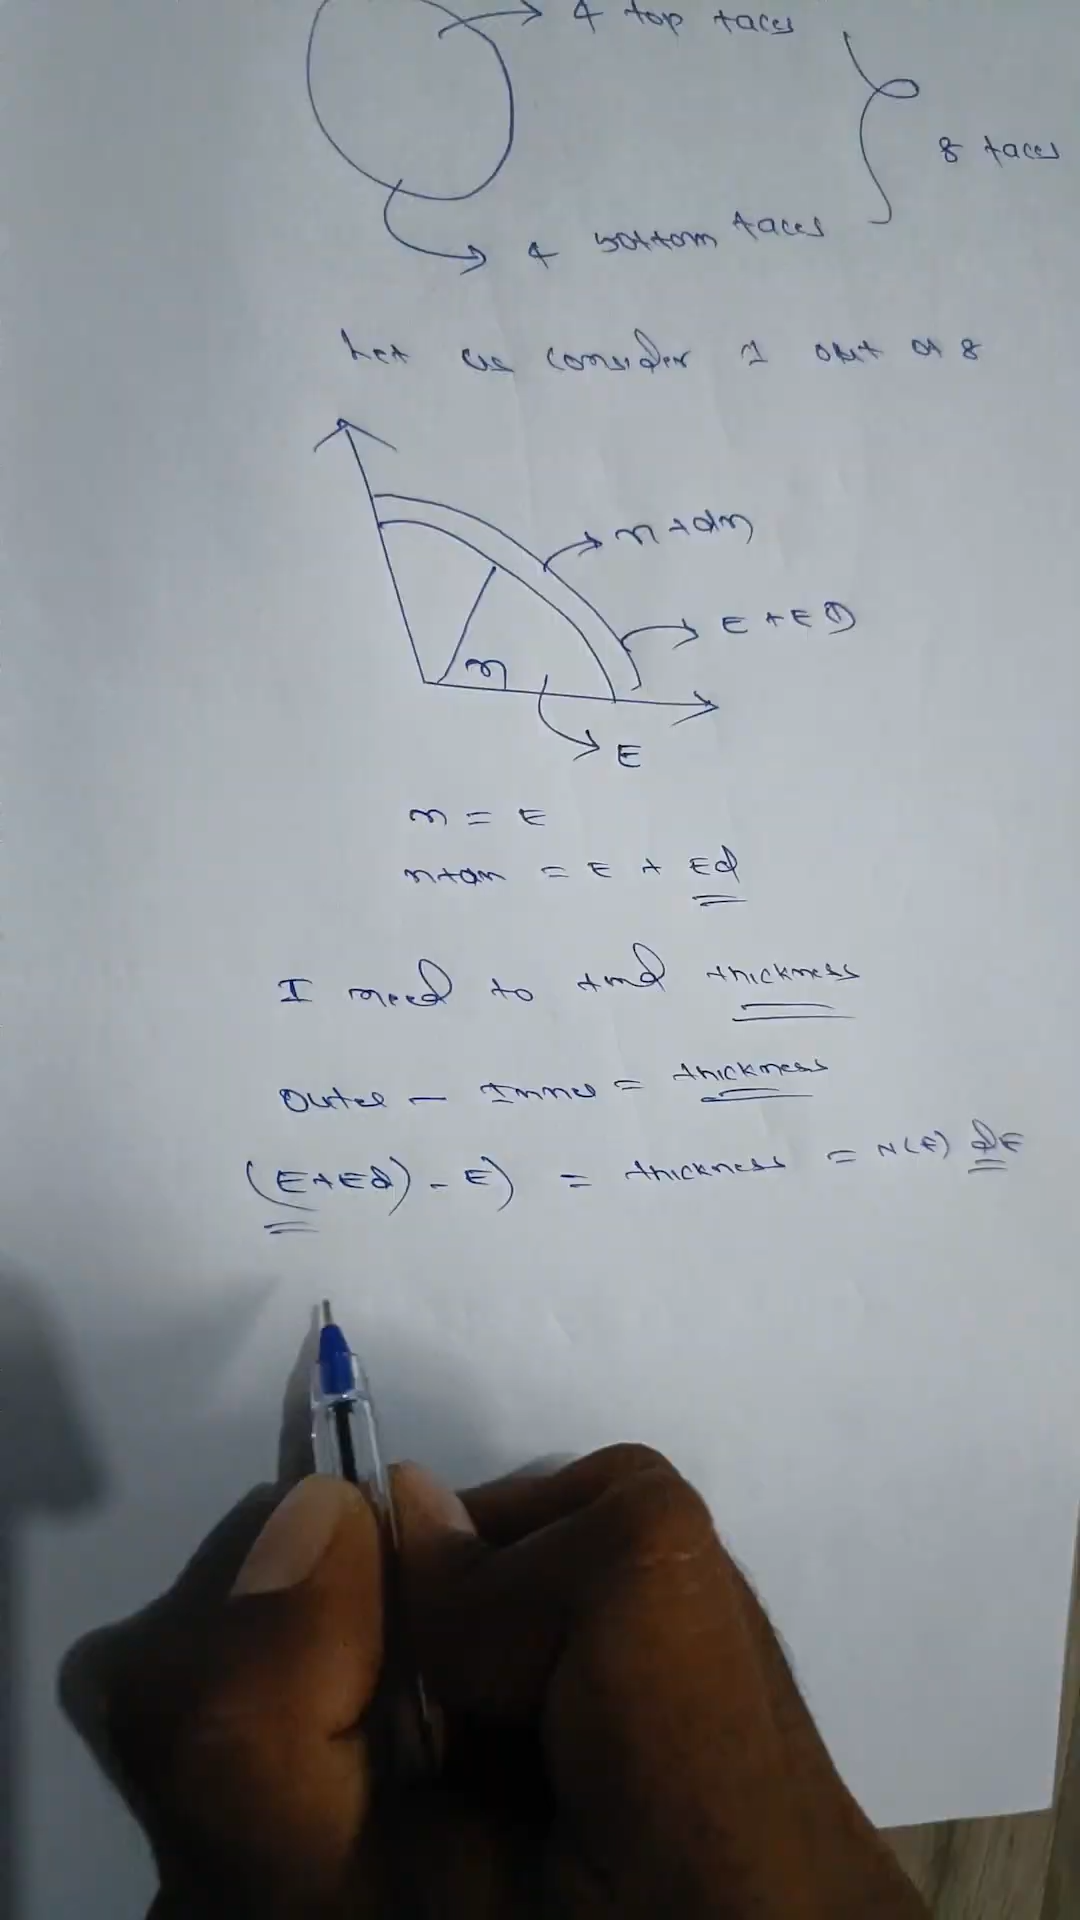 4 top faces
8 faces
4 bottom faces
Let us consider 1 out of 8
n+dn
E+Ed
n
E
n = E
n+dn = E + Ed
I need to find thickness
Outer - Inner = thickness
(E+Ed) - E) = thickness = N(E) dE